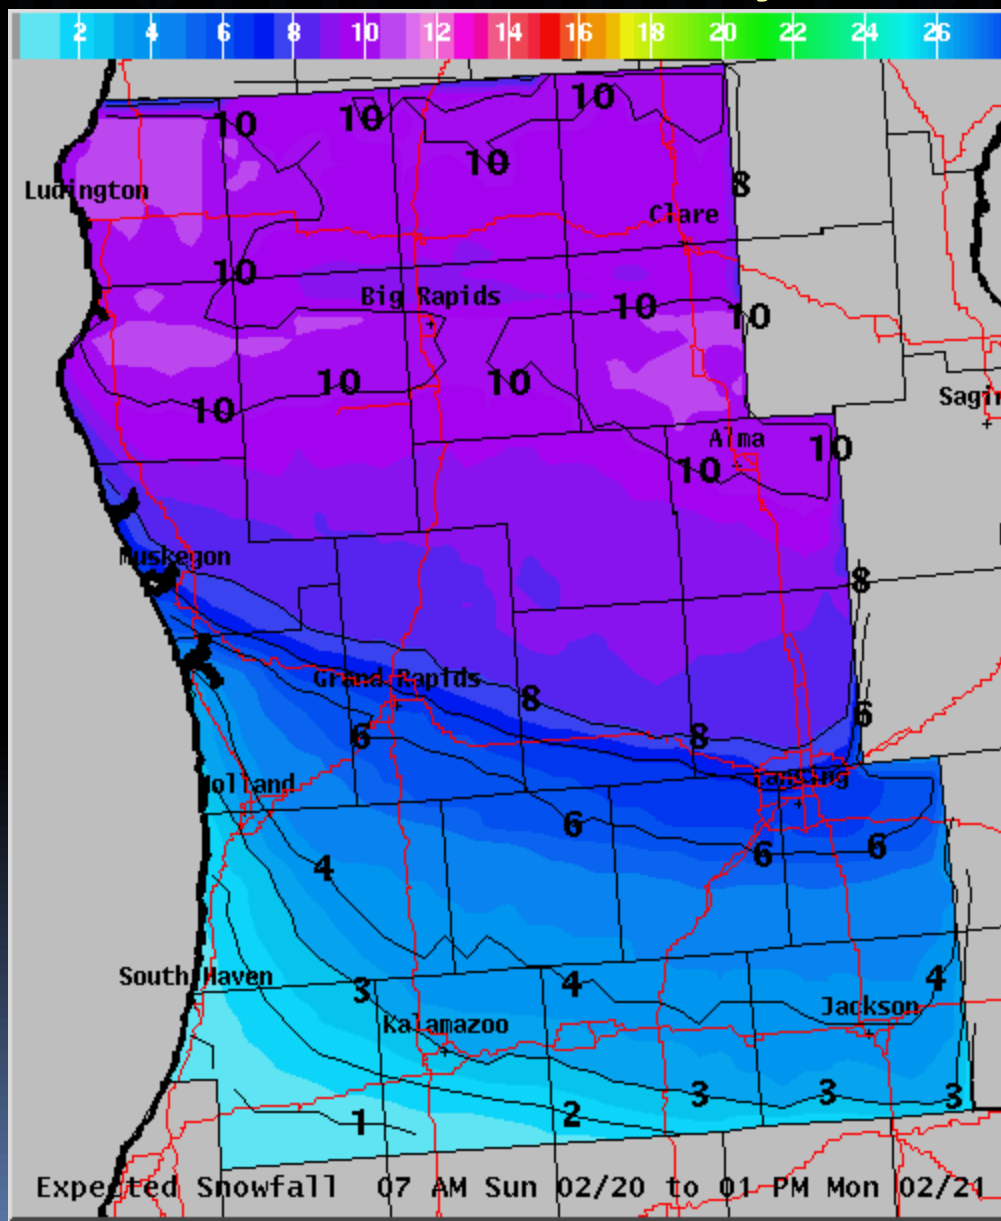 2 4 6 8 10 12 14 16 18 20 22 24 26
10 10 10
10
Ludington
8
Clare
10
Big Rapids 10 10
10 10
10
Sagin
Alma 10
10
Muskegon
8
Grand Rapids
8
6
6 8
Lansing
Holland
6
6 6
4
South Haven
3 4 4
Jackson
Kalamazoo
3 3 3
1 2
Expected Snowfall 07 AM Sun 02/20 to 01 PM Mon 02/21